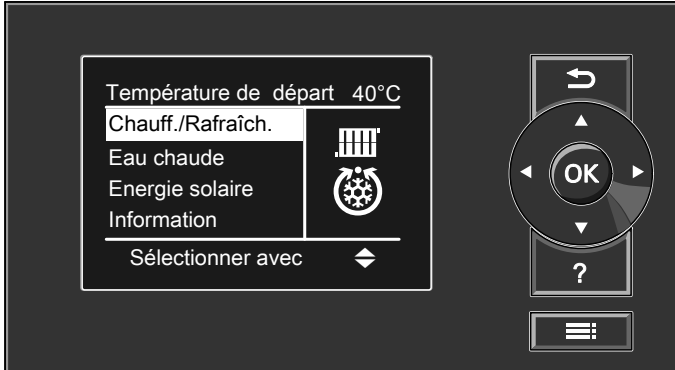 Température de départ 40°C
Chauff./Rafraîch.
Eau chaude
Energie solaire
Information
Sélectionner avec
OK
?